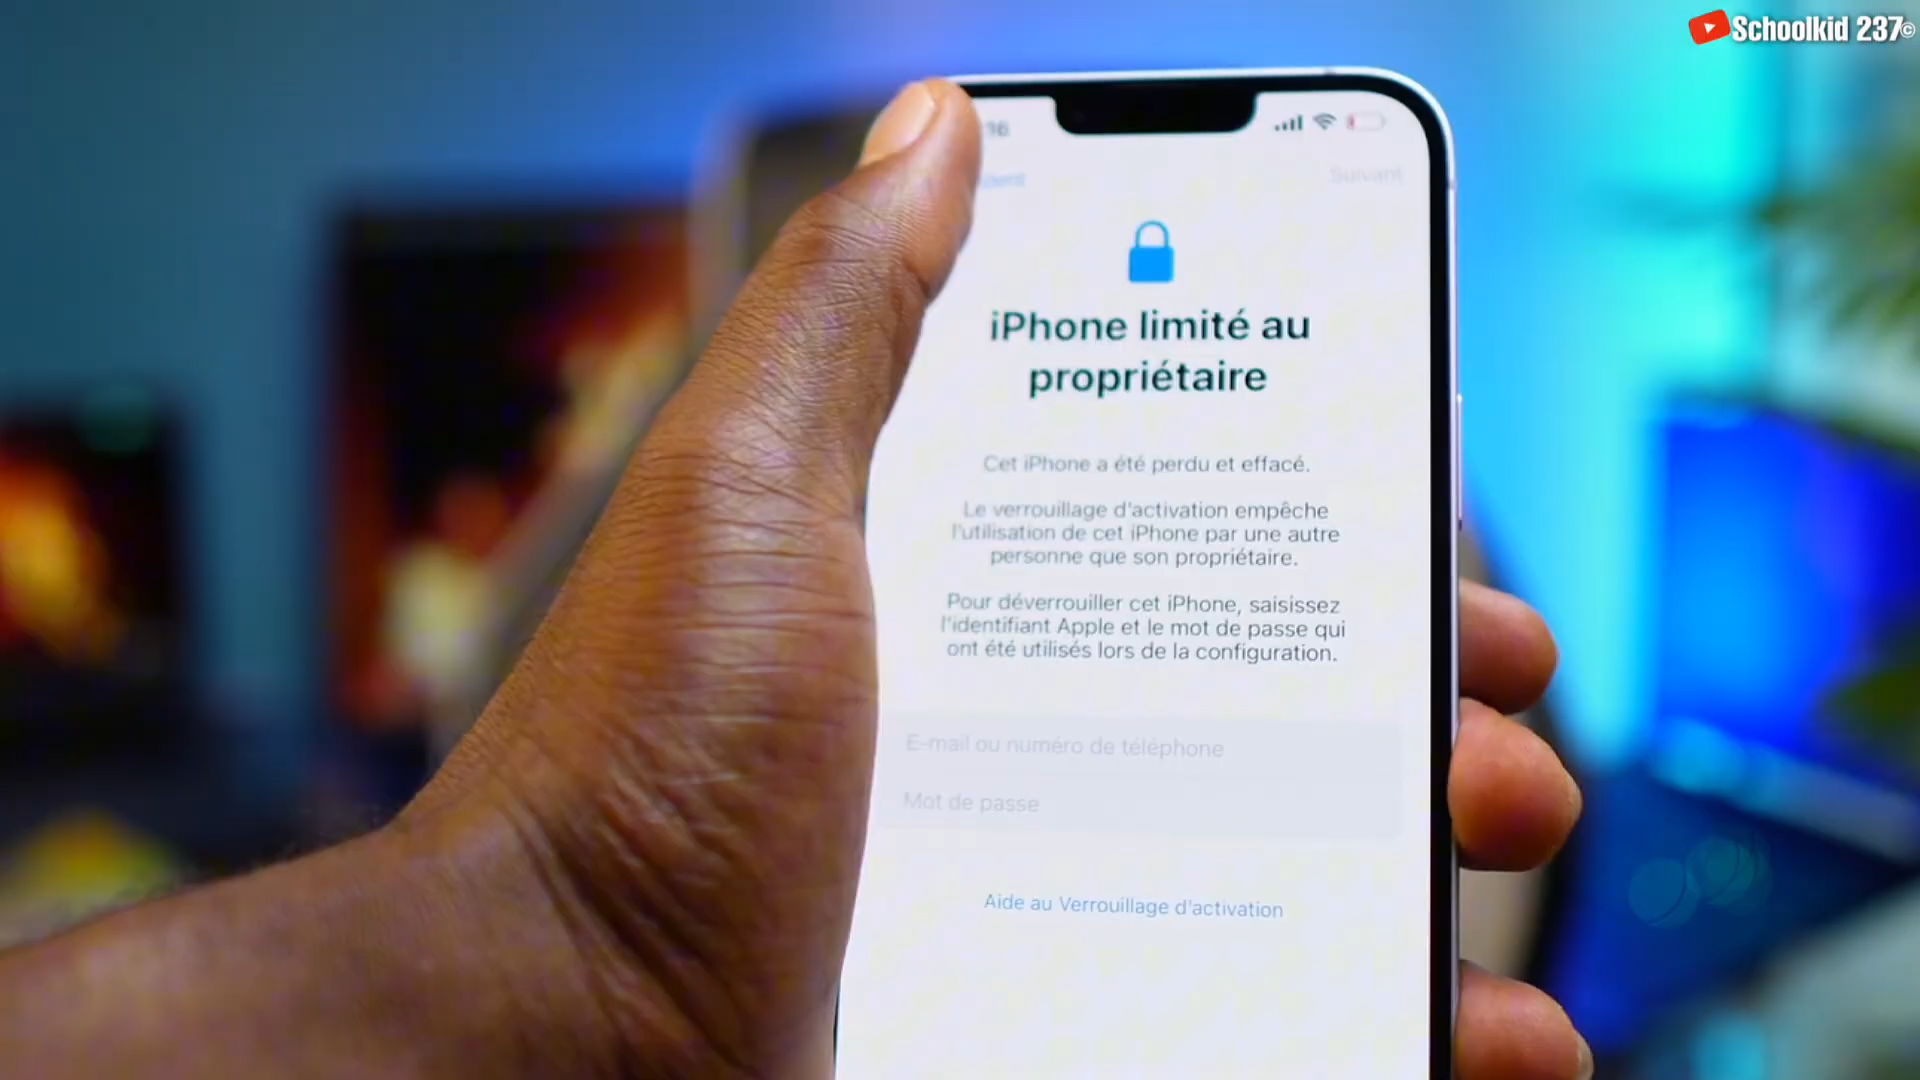 Schoolkid 237©
Suivant
iPhone limité au
propriétaire
Cet iPhone a été perdu et effacé.
Le verrouillage d'activation empêche
l'utilisation de cet iPhone par une autre
personne que son propriétaire.
Pour déverrouiller cet iPhone, saisissez
l'identifiant Apple et le mot de passe qui
ont été utilisés lors de la configuration.
E-mail ou numéro de téléphone
Mot de passe
Aide au Verrouillage d'activation